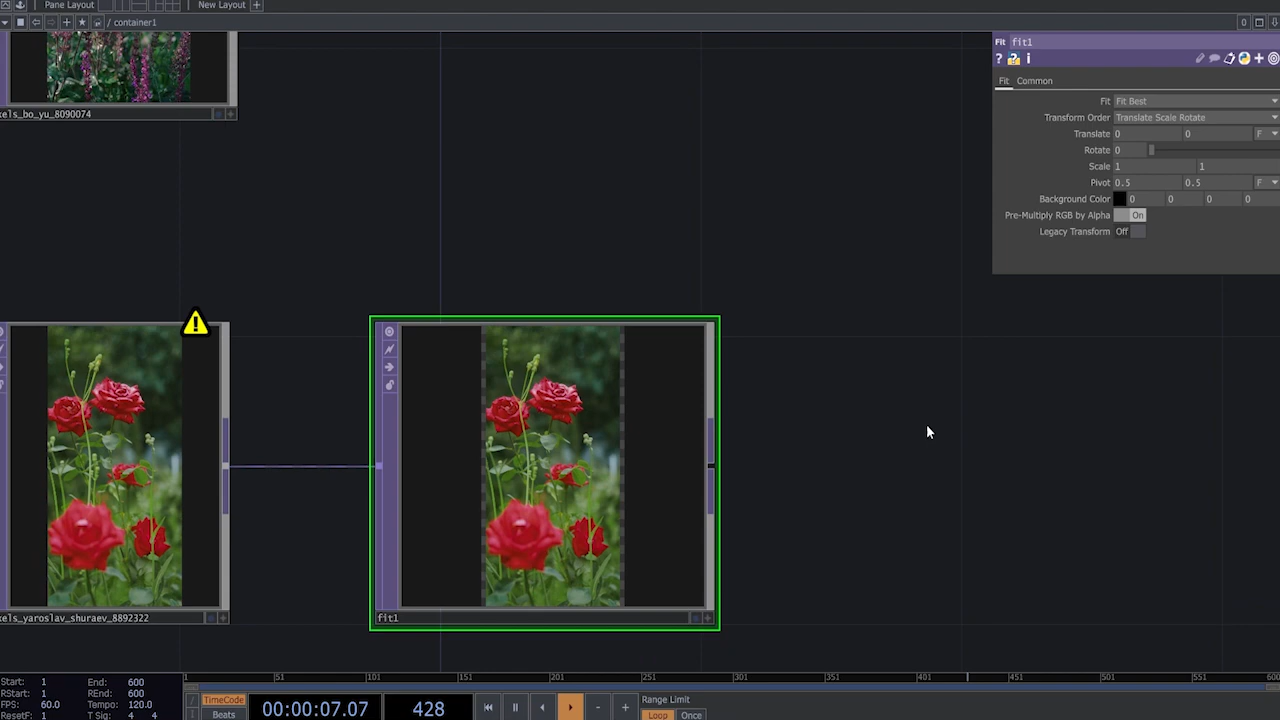 Pane Layout
New Layout +
/ container1
0
Fit fit1
? ? i
Fit Common
Fit Fit Best
Transform Order Translate Scale Rotate
Translate 0 0 F
Rotate 0
Scale 1 1
Pivot 0.5 0.5 F
Background Color 0 0 0 0
Pre-Multiply RGB by Alpha On
Legacy Transform Off
xels_bo_yu_8090074
xels_yaroslav_shuraev_8892322
fit1
1 51 101 151 201 251 301 351 401 451 501 551 600
Start: 1 End: 600
RStart: 1 REnd: 600
FPS: 60.0 Tempo: 120.0
ResetF: 1 T Sig: 4 4
TimeCode
Beats
00:00:07.07
428
- +
Range Limit
Loop Once